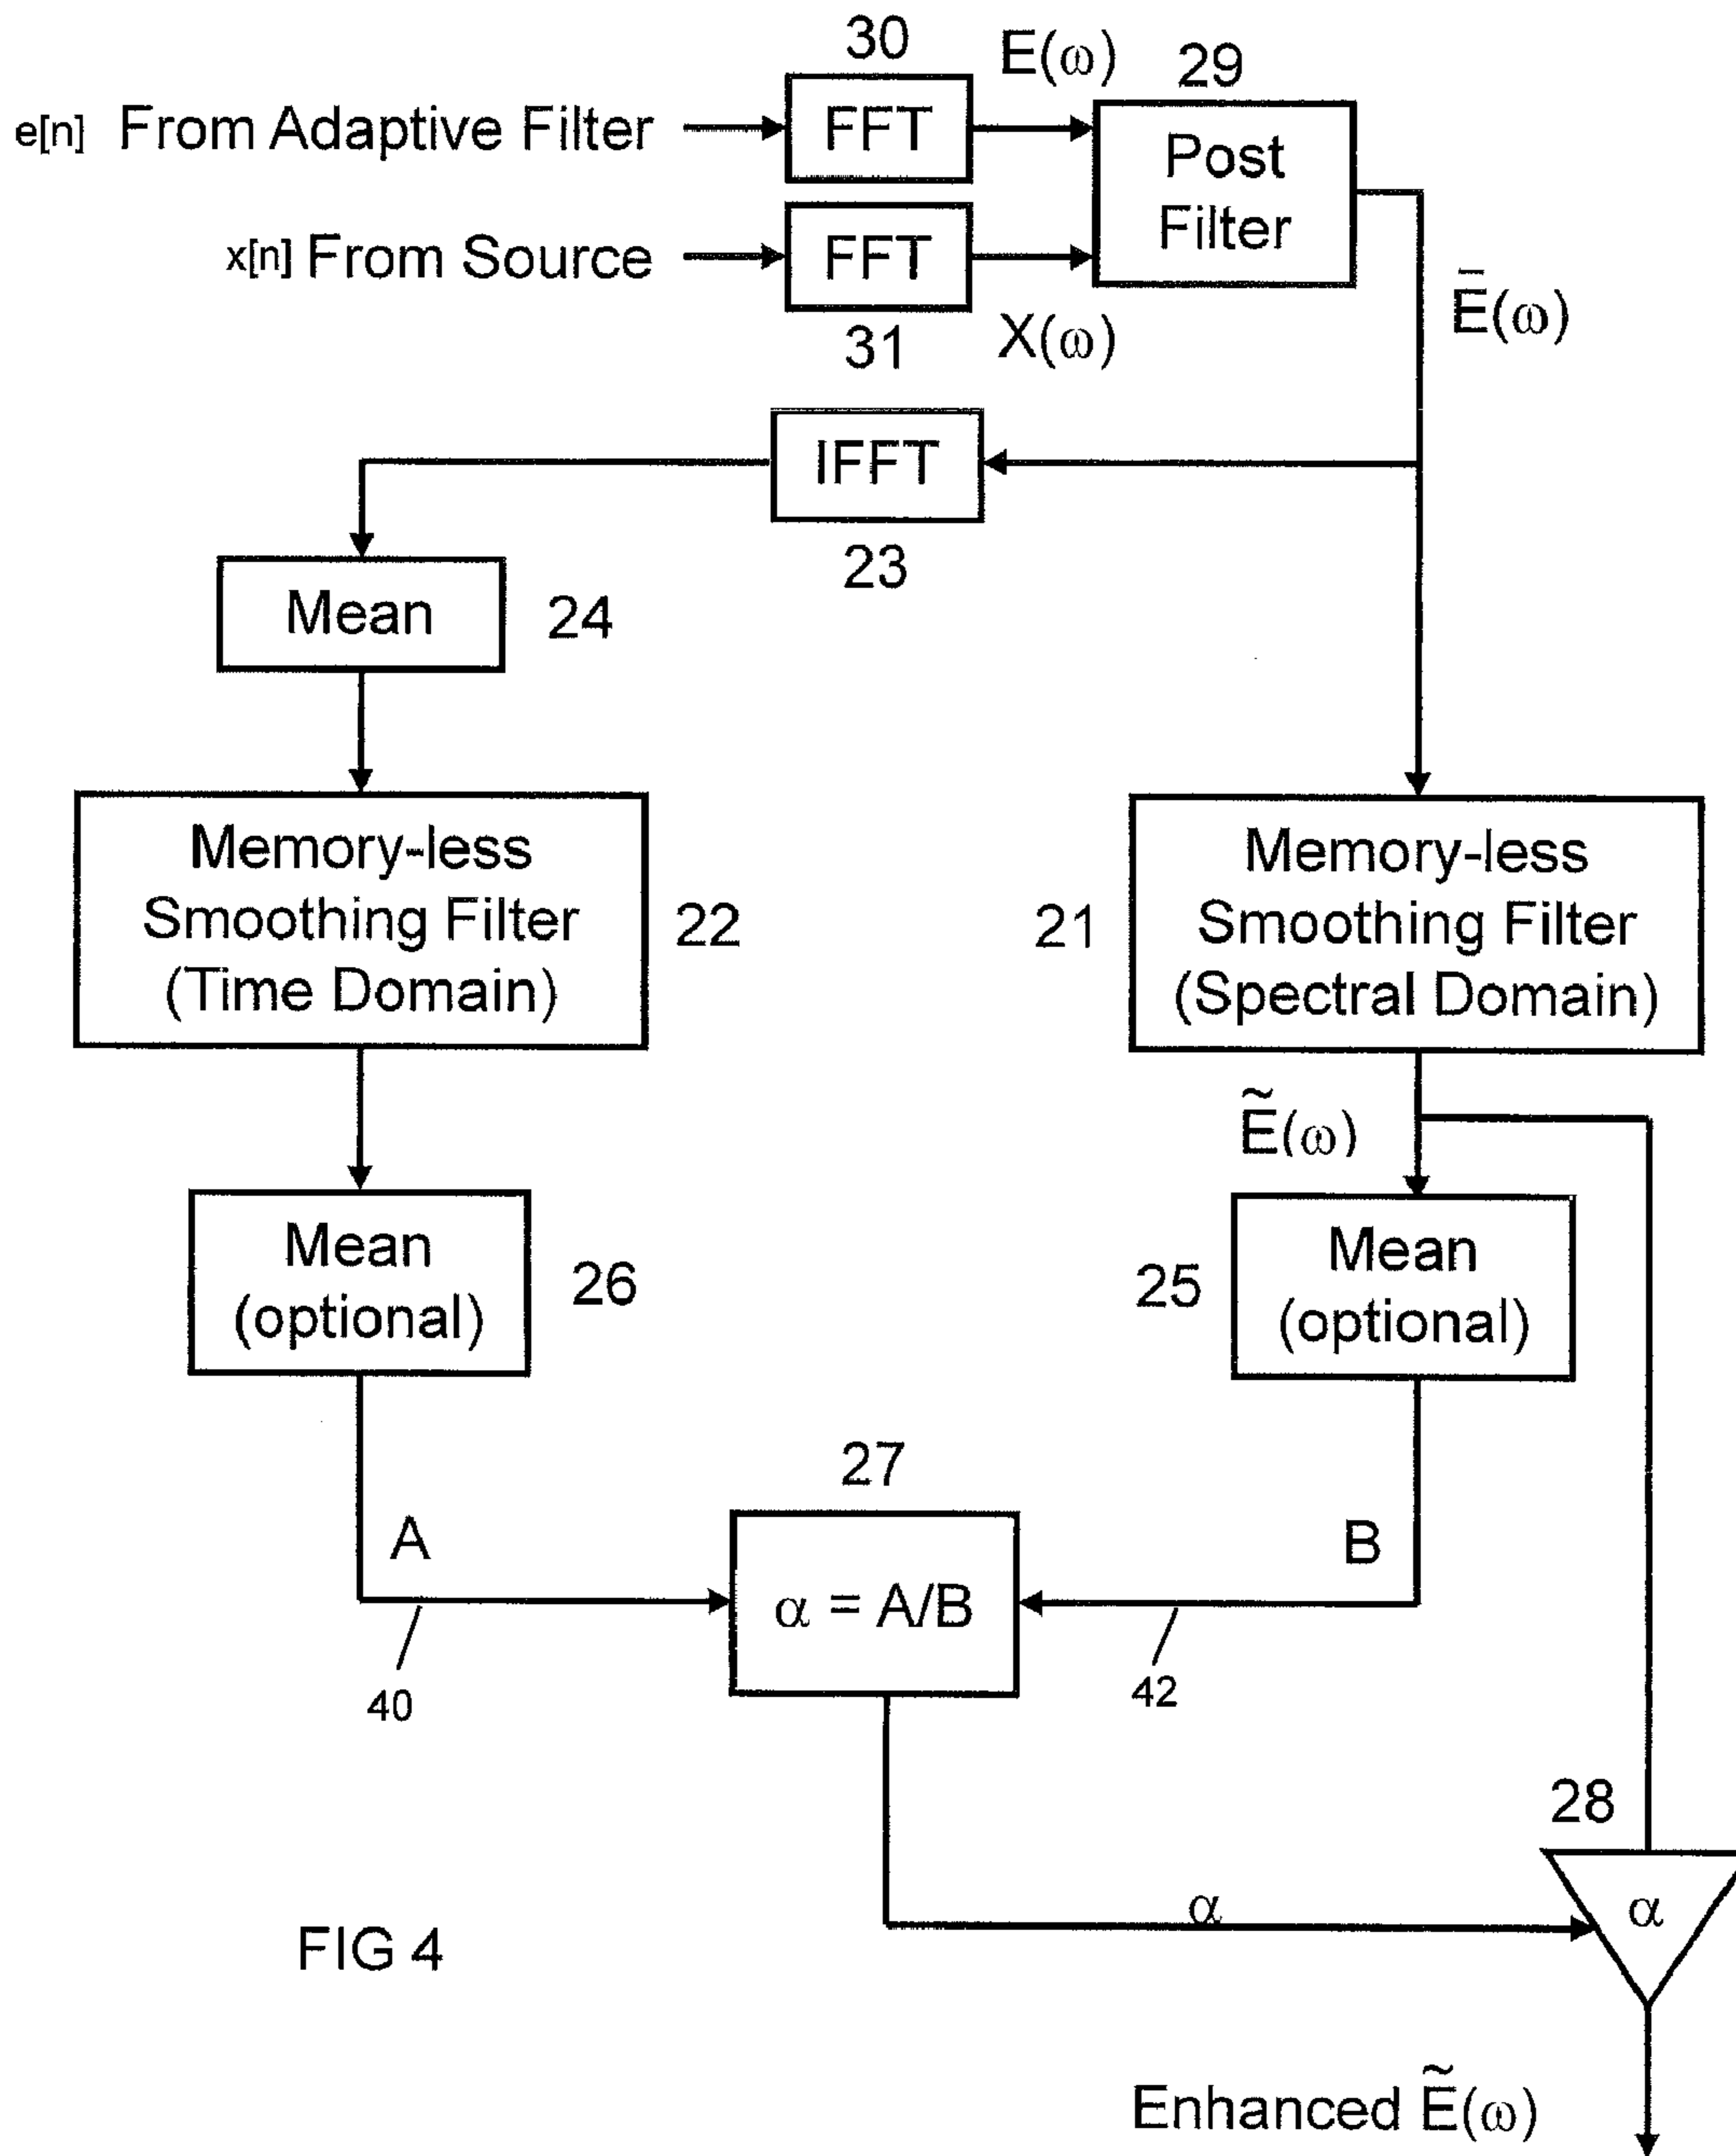 30
E(ω)
29
e[n] From Adaptive Filter
FFT
Post
Filter
x[n] From Source
FFT
31
X(ω)
Ē(ω)
IFFT
23
Mean
24
Memory-less
Smoothing Filter
(Time Domain)
22
21
Memory-less
Smoothing Filter
(Spectral Domain)
Ẽ(ω)
Mean
(optional)
26
25
Mean
(optional)
27
A
B
α = A/B
40
42
28
α
α
FIG 4
Enhanced Ẽ(ω)